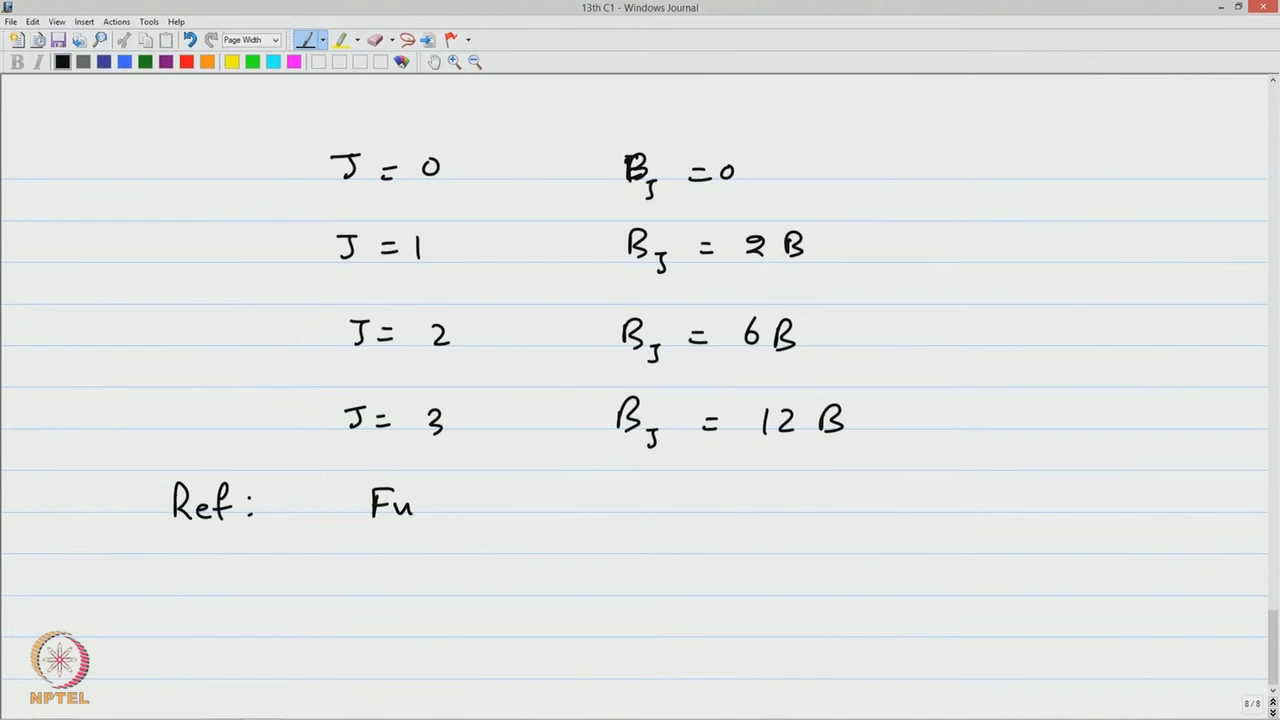 13th C1 - Windows Journal
File Edit View Insert Actions Tools Help
Page Width
B I
J = 0 B_J = 0
J = 1 B_J = 2 B
J = 2 B_J = 6 B
J = 3 B_J = 12 B
Ref : Fu
NPTEL
8 / 8